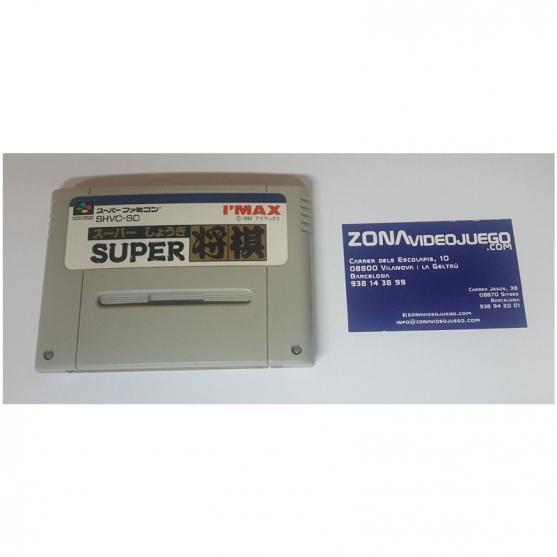 スーパーファミコン
SHVC-SD
I'MAX
©1992 アイマックス
スーパー しょうぎ
SUPER 将棋
ZONAVIDEOJUEGO
.COM
CARRER DELS ESCOLAPIS, 10
08800 VILANOVA I LA GELTRÚ
BARCELONA
938 14 38 99
CARRER JESÚS, 38
08870 SITGES
BARCELONA
938 94 20 01
@ZONAVIDEOJUEGO
INFO@ZONAVIDEOJUEGO.COM